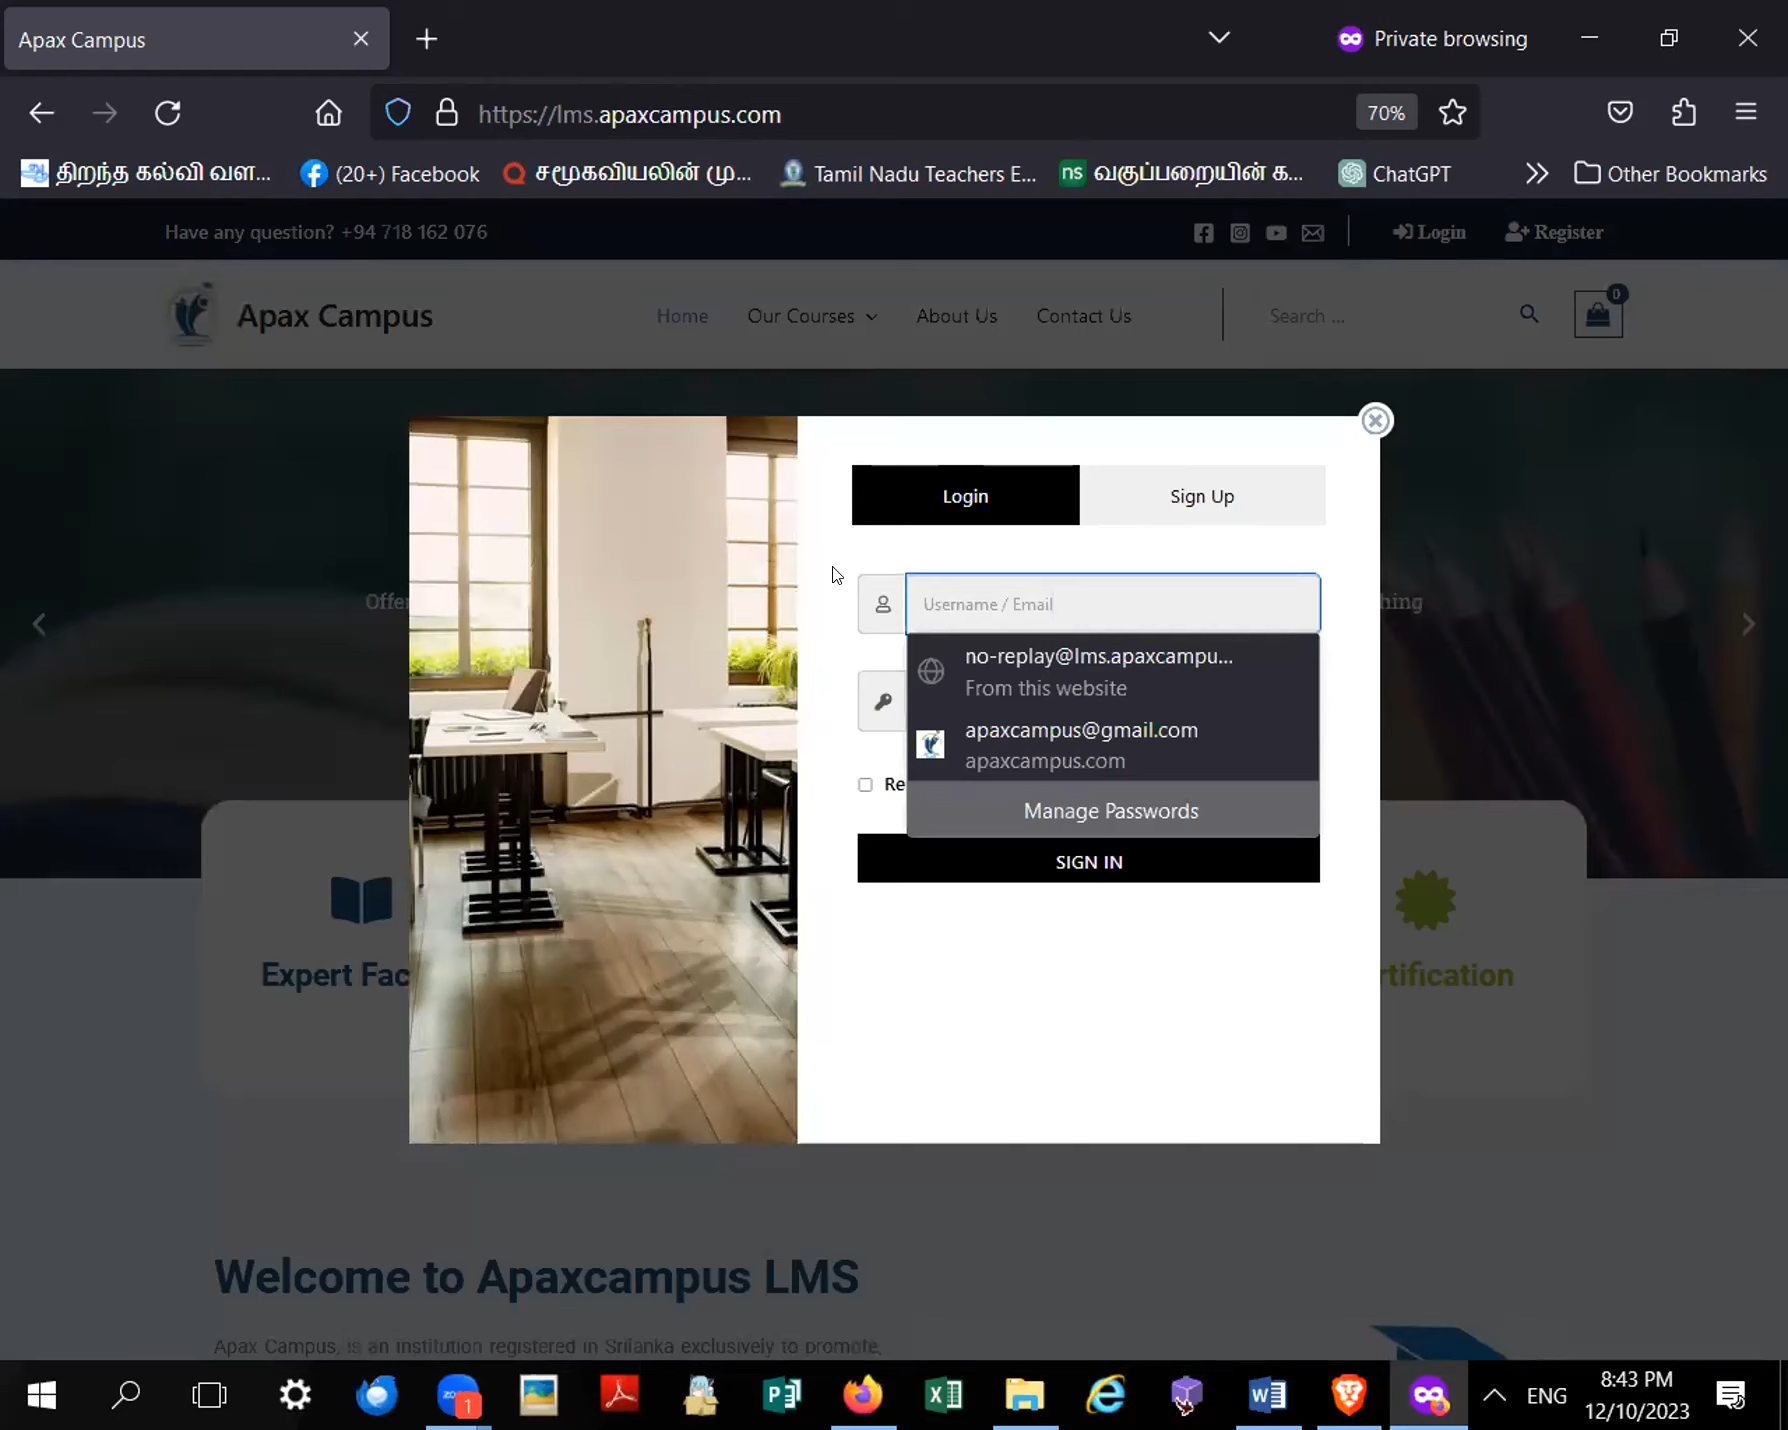 Apax Campus
Private browsing
https://lms.apaxcampus.com
70%
திறந்த கல்வி வள...
(20+) Facebook
சமூகவியலின் மு...
Tamil Nadu Teachers E...
ns
வகுப்பறையின் க...
ChatGPT
Other Bookmarks
Have any question? +94 718 162 076
Login
Register
Apax Campus
Home
Our Courses
About Us
Contact Us
Search ...
0
Login
Sign Up
Offe
hing
Username / Email
no-replay@lms.apaxcampu...
From this website
apaxcampus@gmail.com
apaxcampus.com
Re
Manage Passwords
SIGN IN
Expert Fac
rtification
Welcome to Apaxcampus LMS
Apax Campus, is an institution registered in Srilanka exclusively to promote,
1
ENG
8:43 PM
12/10/2023